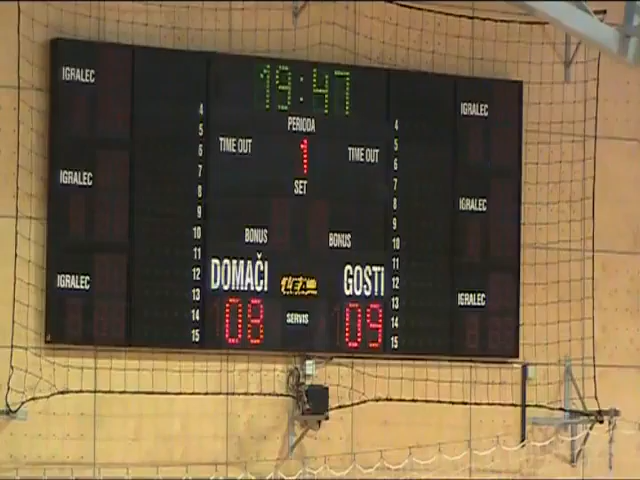 19:47
IGRALEC
IGRALEC
PERIODA
TIME OUT
1
TIME OUT
SET
IGRALEC
IGRALEC
BONUS
BONUS
DOMAČI
GOSTI
IGRALEC
IGRALEC
08
SERVIS
09
4
5
6
7
8
9
10
11
12
13
14
15
4
5
6
7
8
9
10
11
12
13
14
15